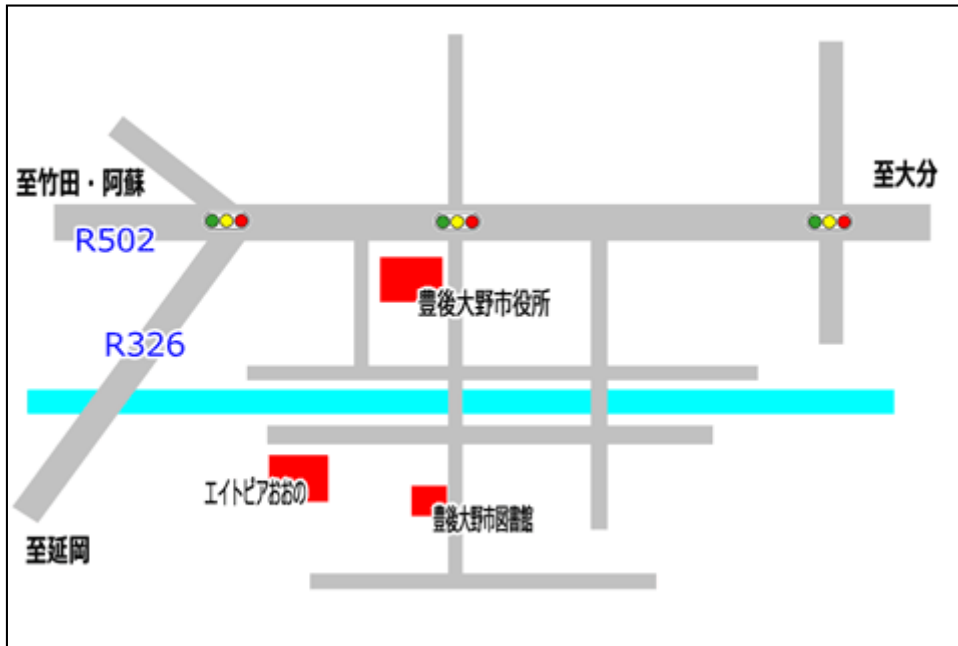 至竹田・阿蘇
至大分
R502
豊後大野市役所
R326
エイトピアおおの
豊後大野市図書館
至延岡